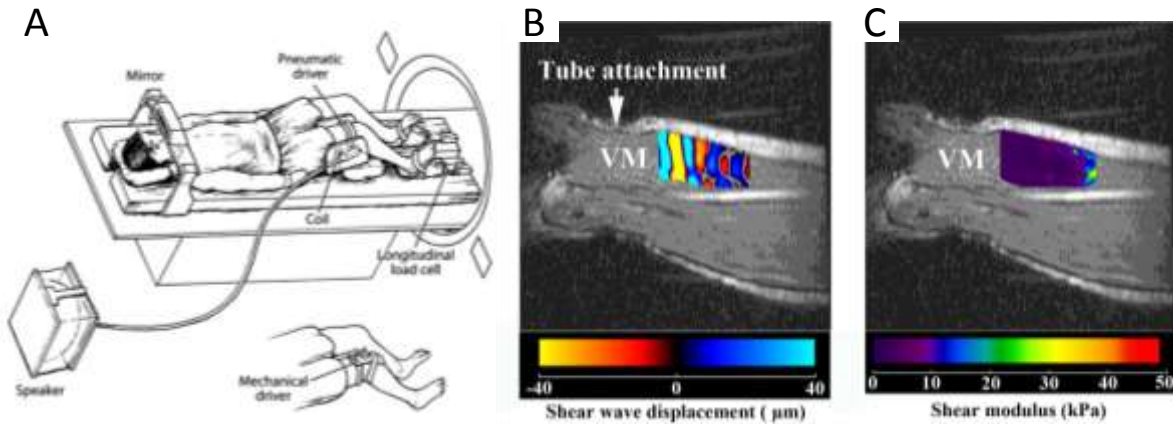 A
Mirror
Pneumatic
driver
Coil
Longitudinal
load cell
Speaker
Mechanical
driver
B
Tube attachment
VM
-40
0
40
Shear wave displacement ( μm)
C
VM
0
10
20
30
40
50
Shear modulus (kPa)